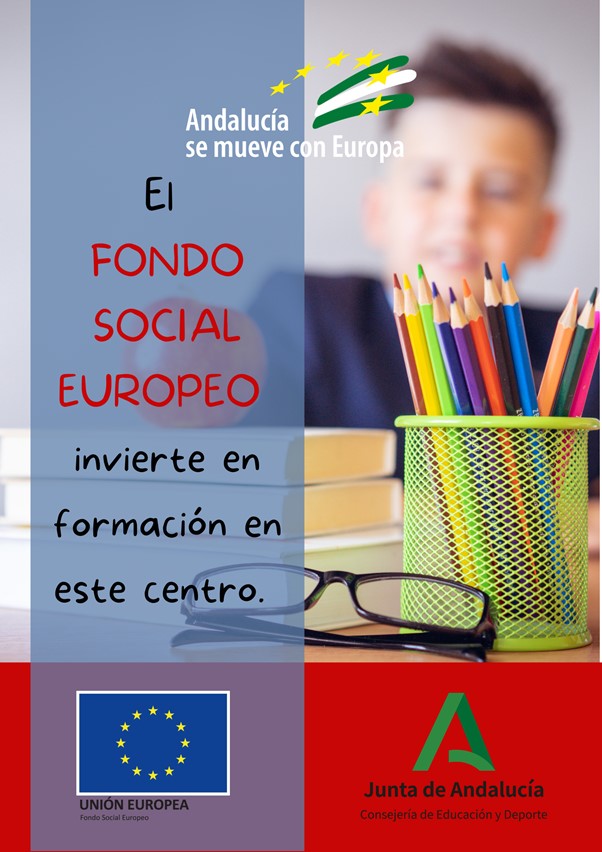 Andalucía
se mueve con Europa
El
FONDO
SOCIAL
EUROPEO
invierte en
formación en
este centro.
UNIÓN EUROPEA
Fondo Social Europeo
Junta de Andalucía
Consejería de Educación y Deporte